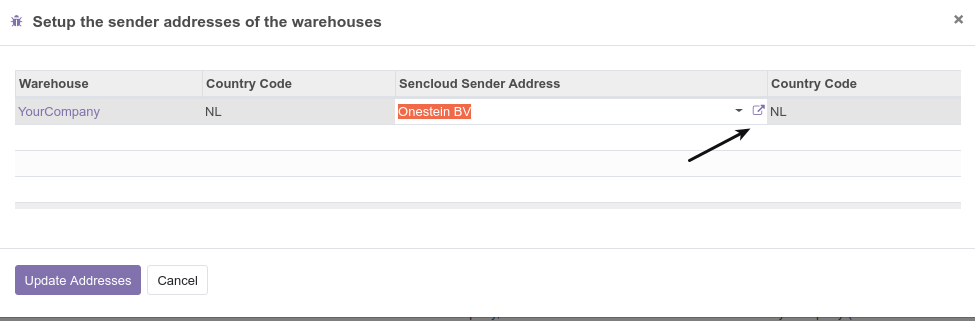 Setup the sender addresses of the warehouses
Warehouse Country Code Sencloud Sender Address Country Code
YourCompany NL Onestein BV NL
Update Addresses Cancel